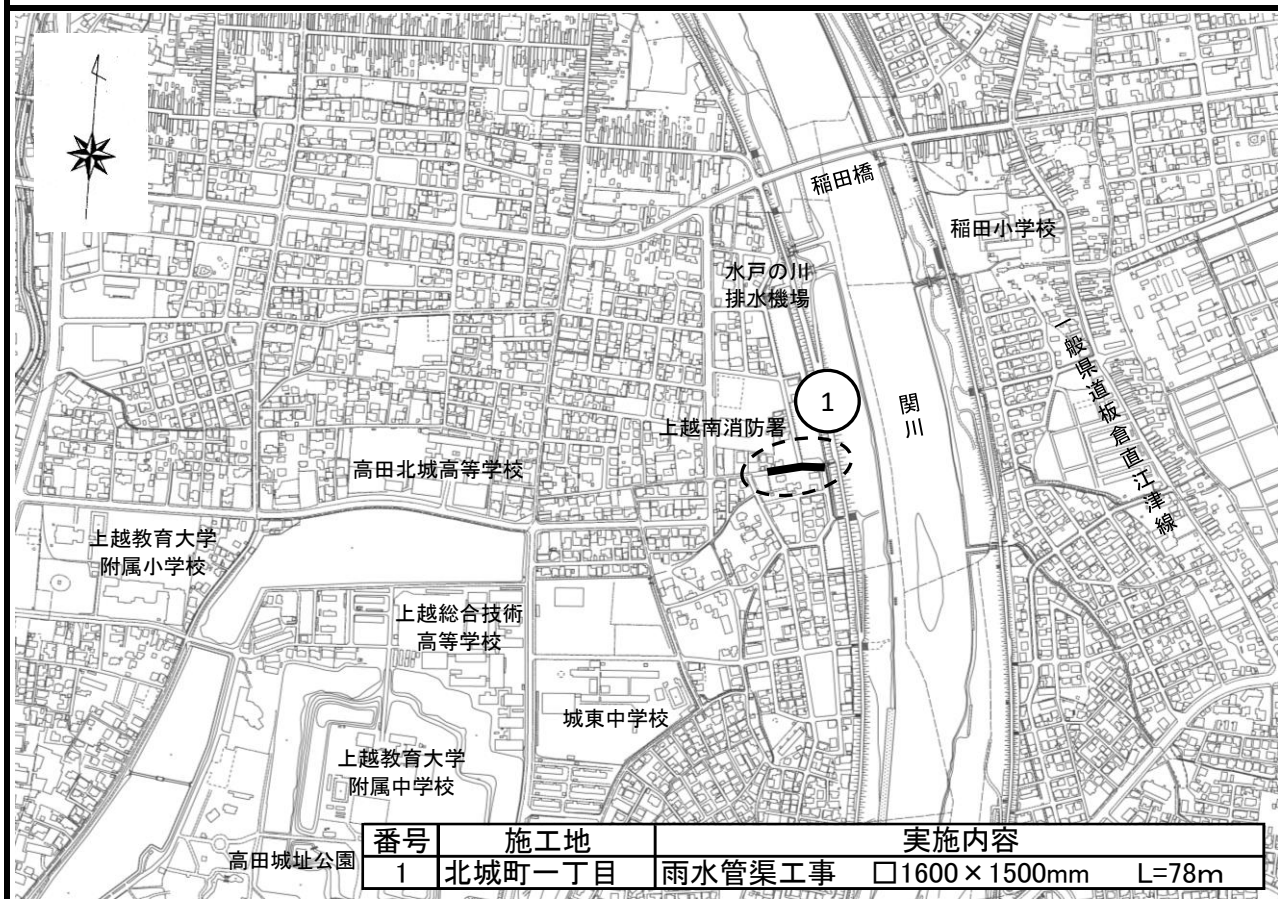 稲田橋
稲田小学校
水戸の川
排水機場
一般県道板倉直江津線
1
関川
上越南消防署
高田北城高等学校
上越教育大学
附属小学校
上越総合技術
高等学校
城東中学校
上越教育大学
附属中学校
高田城址公園
番号 施工地 実施内容
1 北城町一丁目 雨水管渠工事 □1600×1500mm L=78m